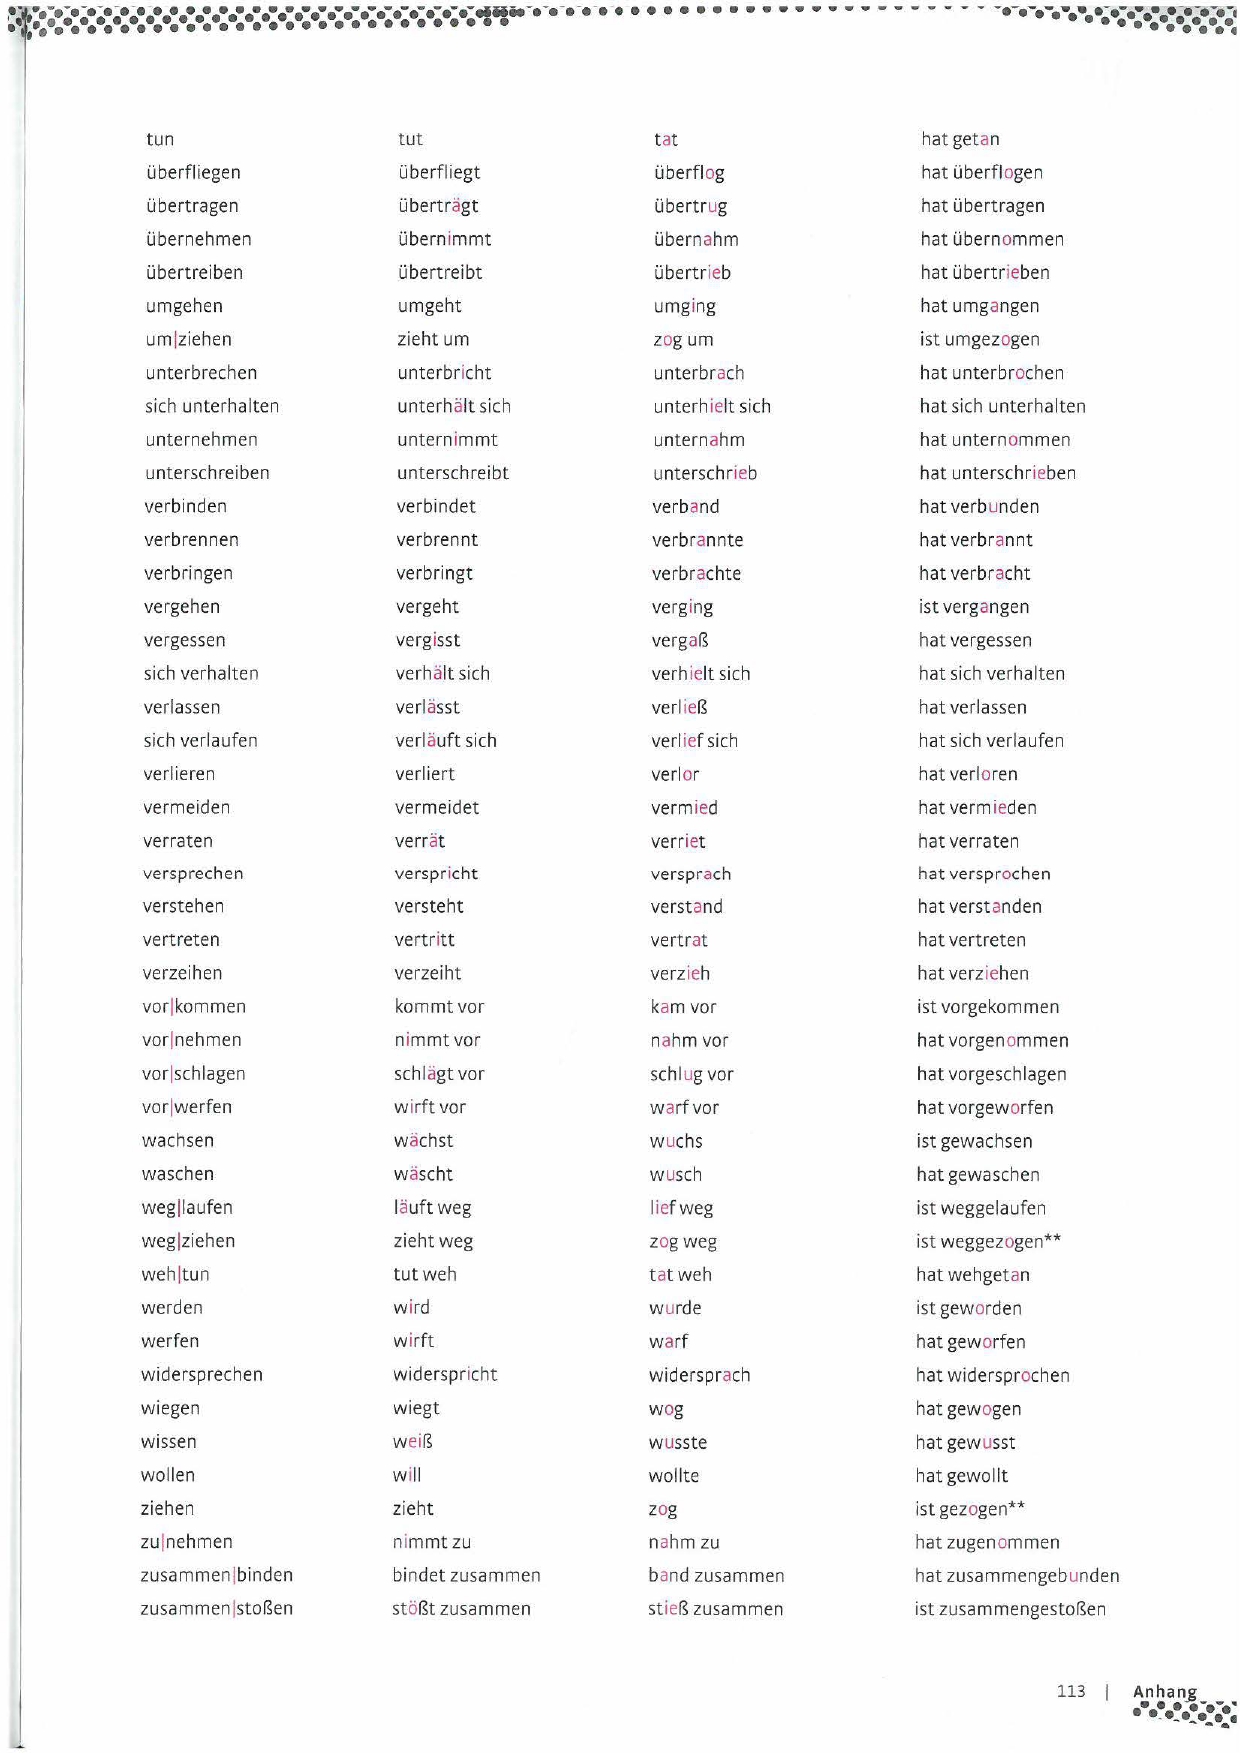 tun tut tat hat getan
überfliegen überfliegt überflog hat überflogen
übertragen überträgt übertrug hat übertragen
übernehmen übernimmt übernahm hat übernommen
übertreiben übertreibt übertrieb hat übertrieben
umgehen umgeht umging hat umgangen
um|ziehen zieht um zog um ist umgezogen
unterbrechen unterbricht unterbrach hat unterbrochen
sich unterhalten unterhält sich unterhielt sich hat sich unterhalten
unternehmen unternimmt unternahm hat unternommen
unterschreiben unterschreibt unterschrieb hat unterschrieben
verbinden verbindet verband hat verbunden
verbrennen verbrennt verbrannte hat verbrannt
verbringen verbringt verbrachte hat verbracht
vergehen vergeht verging ist vergangen
vergessen vergisst vergaß hat vergessen
sich verhalten verhält sich verhielt sich hat sich verhalten
verlassen verlässt verließ hat verlassen
sich verlaufen verläuft sich verlief sich hat sich verlaufen
verlieren verliert verlor hat verloren
vermeiden vermeidet vermied hat vermieden
verraten verrät verriet hat verraten
versprechen verspricht versprach hat versprochen
verstehen versteht verstand hat verstanden
vertreten vertritt vertrat hat vertreten
verzeihen verzeiht verzieh hat verziehen
vor|kommen kommt vor kam vor ist vorgekommen
vor|nehmen nimmt vor nahm vor hat vorgenommen
vor|schlagen schlägt vor schlug vor hat vorgeschlagen
vor|werfen wirft vor warf vor hat vorgeworfen
wachsen wächst wuchs ist gewachsen
waschen wäscht wusch hat gewaschen
weg|laufen läuft weg lief weg ist weggelaufen
weg|ziehen zieht weg zog weg ist weggezogen**
weh|tun tut weh tat weh hat wehgetan
werden wird wurde ist geworden
werfen wirft warf hat geworfen
widersprechen widerspricht widersprach hat widersprochen
wiegen wiegt wog hat gewogen
wissen weiß wusste hat gewusst
wollen will wollte hat gewollt
ziehen zieht zog ist gezogen**
zu|nehmen nimmt zu nahm zu hat zugenommen
zusammen|binden bindet zusammen band zusammen hat zusammengebunden
zusammen|stoßen stößt zusammen stieß zusammen ist zusammengestoßen
113 | Anhang